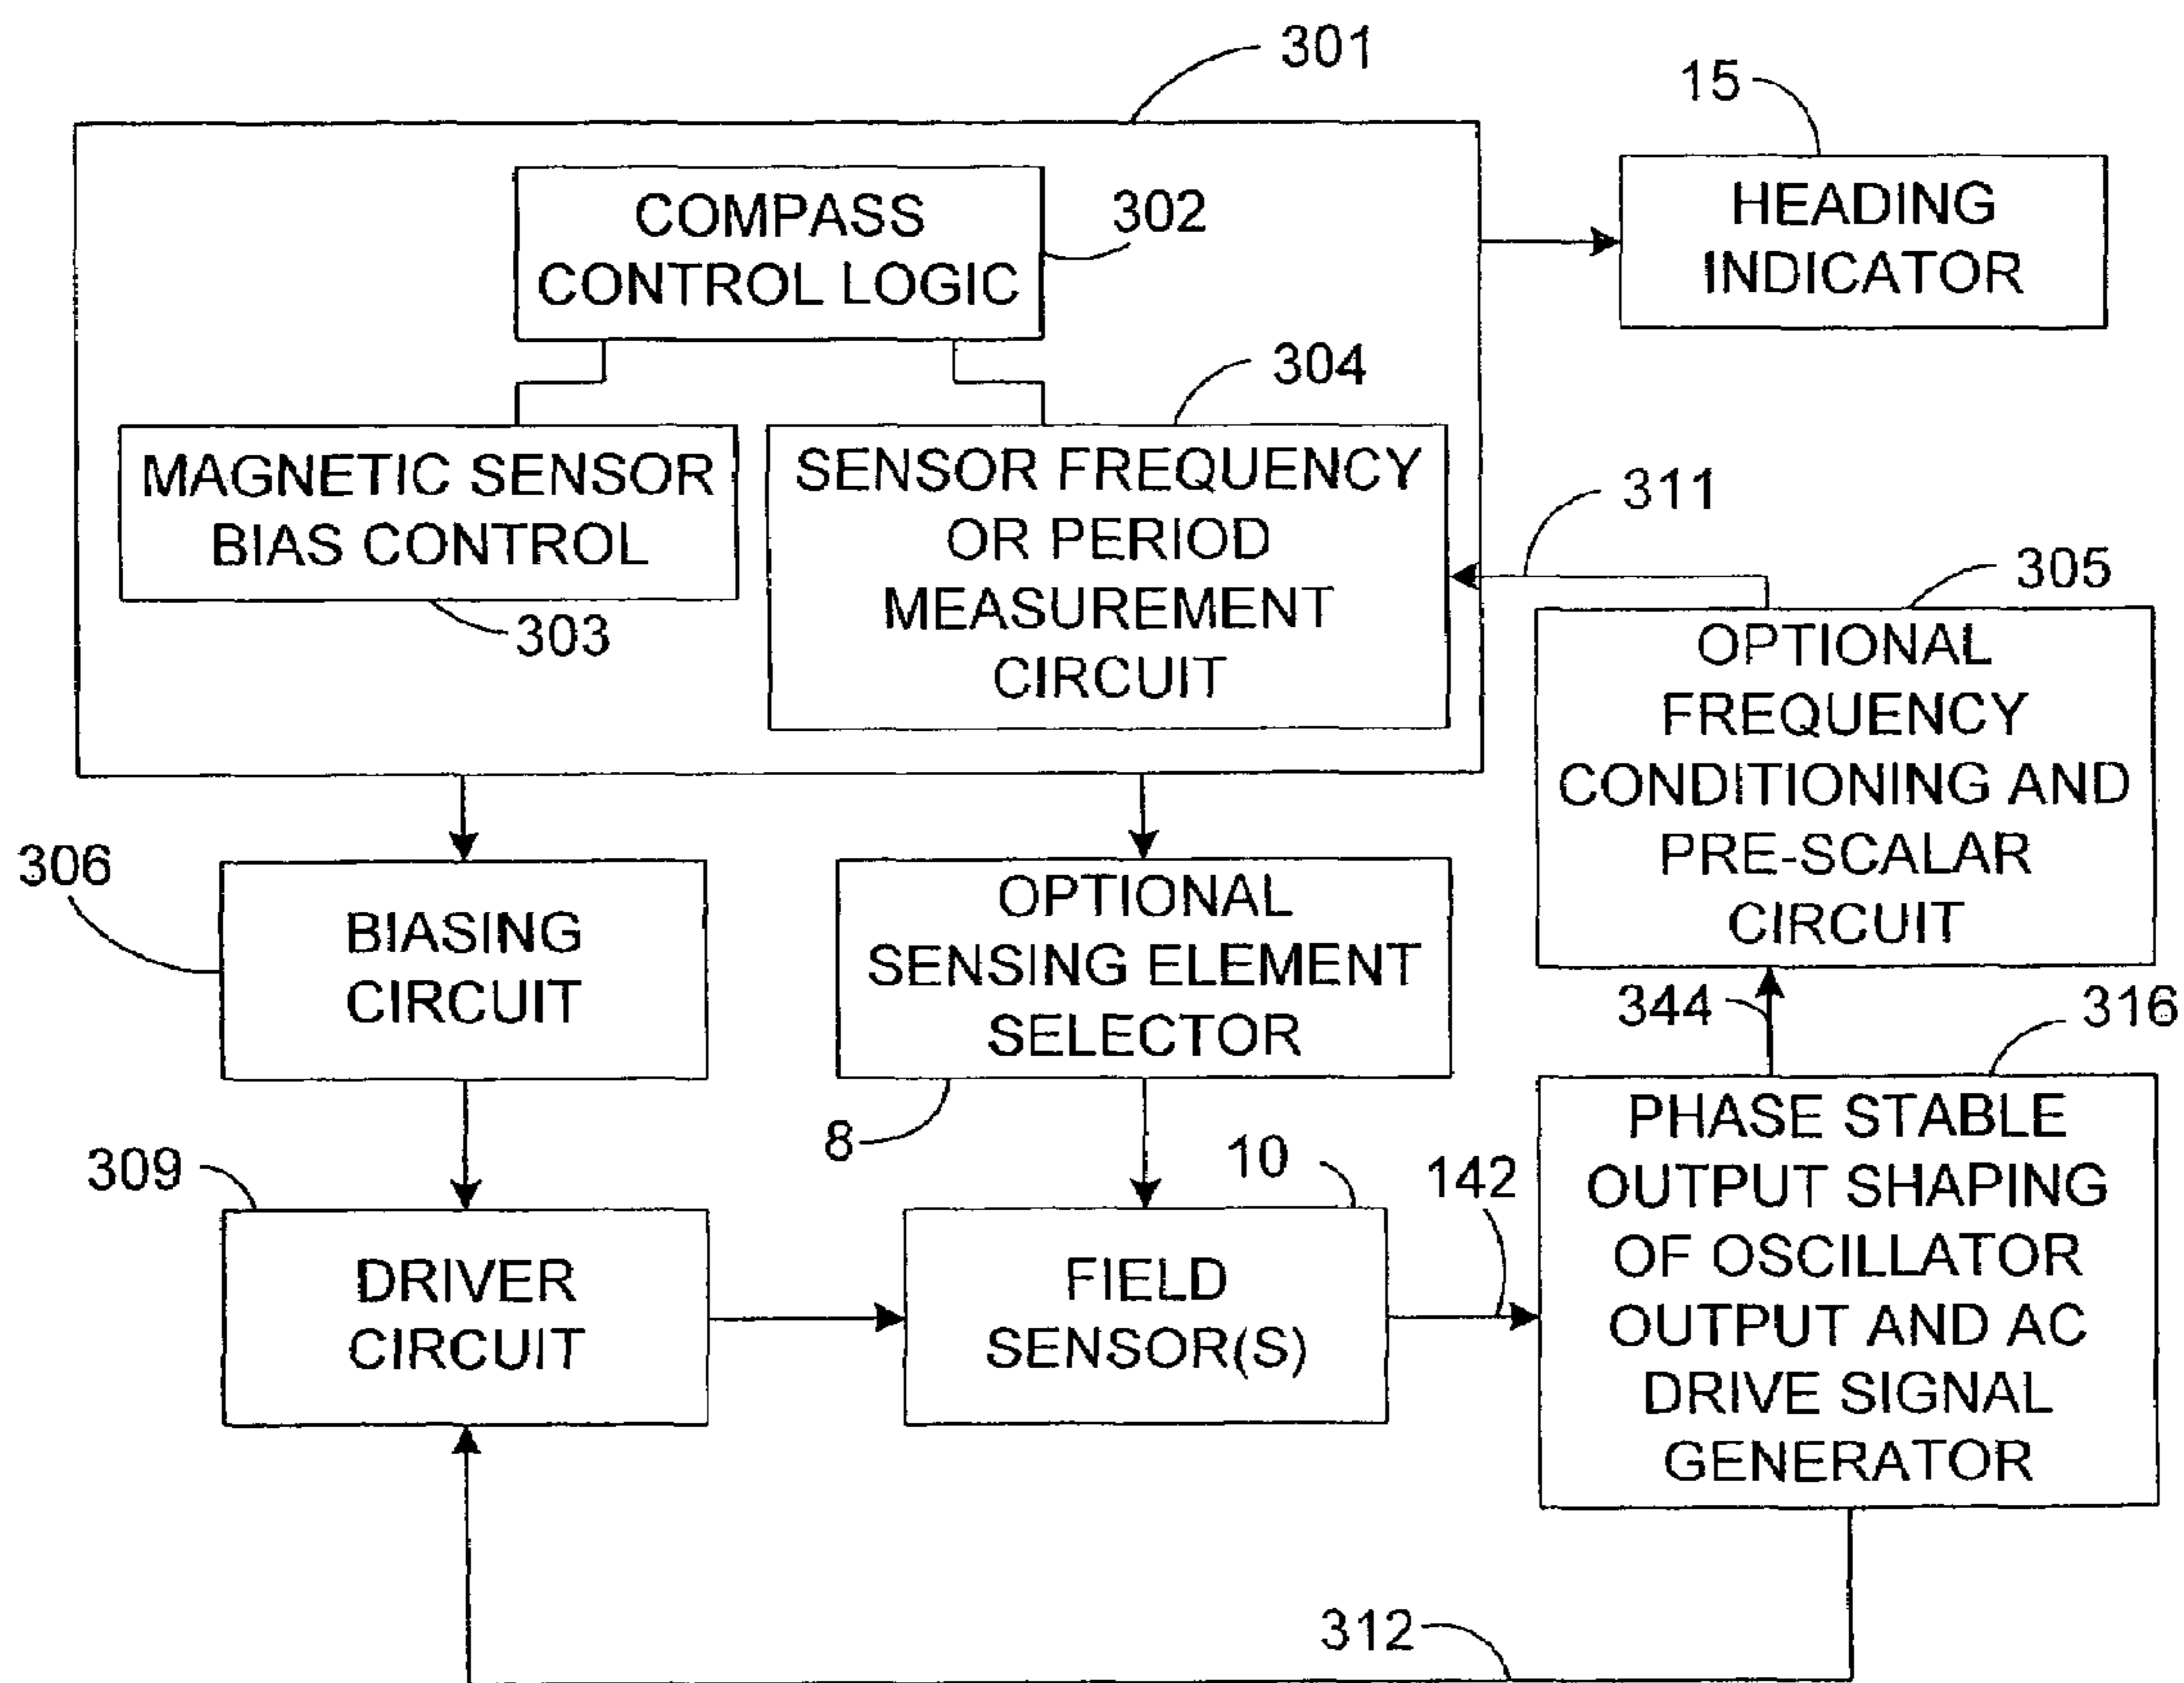 301
15
COMPASS
CONTROL LOGIC
302
HEADING
INDICATOR
304
MAGNETIC SENSOR
BIAS CONTROL
303
SENSOR FREQUENCY
OR PERIOD
MEASUREMENT
CIRCUIT
311
305
OPTIONAL
FREQUENCY
CONDITIONING AND
PRE-SCALAR
CIRCUIT
306
BIASING
CIRCUIT
OPTIONAL
SENSING ELEMENT
SELECTOR
8
344
316
309
DRIVER
CIRCUIT
10
FIELD
SENSOR(S)
142
PHASE STABLE
OUTPUT SHAPING
OF OSCILLATOR
OUTPUT AND AC
DRIVE SIGNAL
GENERATOR
312